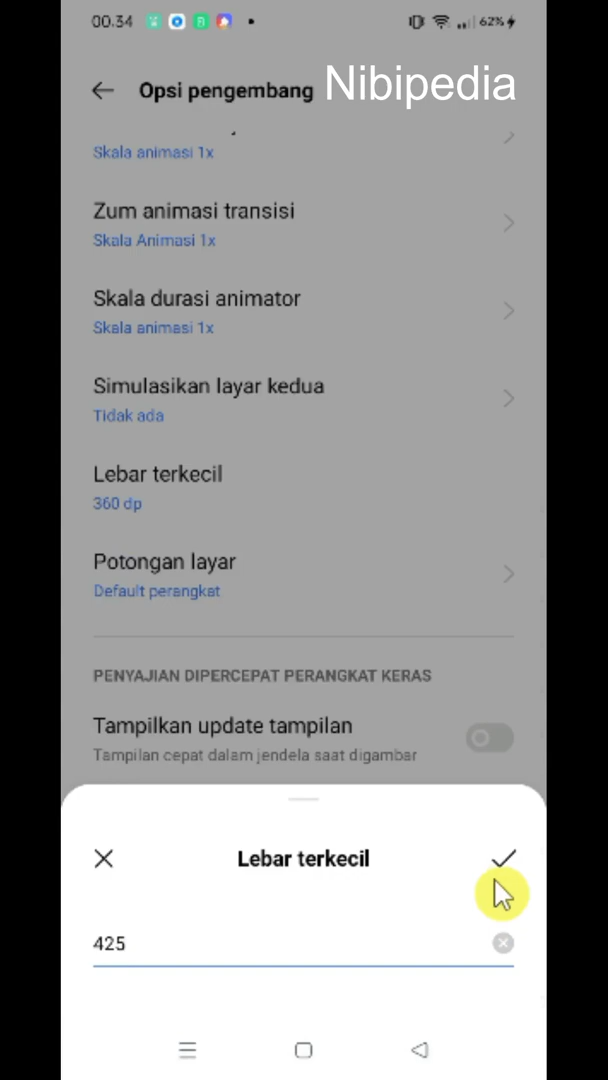 00.34
62%
Opsi pengembang
Nibipedia
Skala animasi 1x
Zum animasi transisi
Skala Animasi 1x
Skala durasi animator
Skala animasi 1x
Simulasikan layar kedua
Tidak ada
Lebar terkecil
360 dp
Potongan layar
Default perangkat
PENYAJIAN DIPERCEPAT PERANGKAT KERAS
Tampilkan update tampilan
Tampilan cepat dalam jendela saat digambar
Lebar terkecil
425